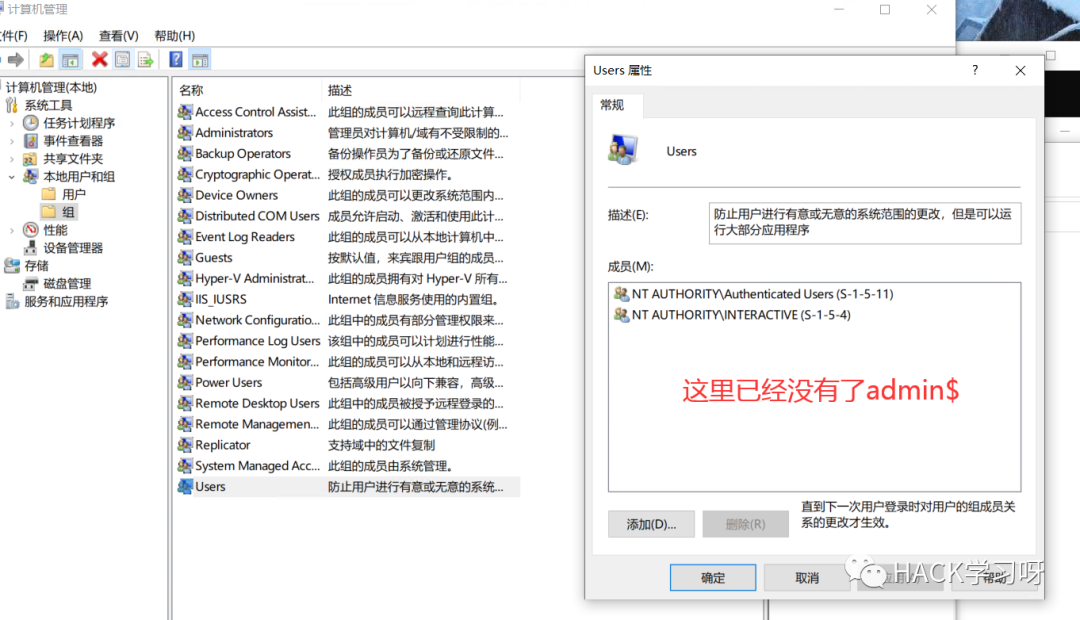 计算机管理
文件(F) 操作(A) 查看(V) 帮助(H)
计算机管理(本地)
系统工具
任务计划程序
事件查看器
共享文件夹
本地用户和组
用户
组
性能
设备管理器
存储
磁盘管理
服务和应用程序
名称 描述
Access Control Assist... 此组的成员可以远程查询此计算...
Administrators 管理员对计算机/域有不受限制的...
Backup Operators 备份操作员为了备份或还原文件...
Cryptographic Operat... 授权成员执行加密操作。
Device Owners 此组的成员可以更改系统范围内...
Distributed COM Users 成员允许启动、激活和使用此计...
Event Log Readers 此组的成员可以从本地计算机中...
Guests 按默认值，来宾跟用户组的成员...
Hyper-V Administrat... 此组的成员拥有对 Hyper-V 所有...
IIS_IUSRS Internet 信息服务使用的内置组。
Network Configuratio... 此组中的成员有部分管理权限来...
Performance Log Users 该组中的成员可以计划进行性能...
Performance Monitor... 此组的成员可以从本地和远程访...
Power Users 包括高级用户以向下兼容，高级...
Remote Desktop Users 此组中的成员被授予远程登录的...
Remote Managemen... 此组的成员可以通过管理协议(例...
Replicator 支持域中的文件复制
System Managed Acc... 此组的成员由系统管理。
Users 防止用户进行有意或无意的系统...
Users 属性
常规
Users
描述(E):
防止用户进行有意或无意的系统范围的更改，但是可以运
行大部分应用程序
成员(M):
NT AUTHORITY\Authenticated Users (S-1-5-11)
NT AUTHORITY\INTERACTIVE (S-1-5-4)
这里已经没有了admin$
添加(D)... 删除(R)
直到下一次用户登录时对用户的组成员关
系的更改才生效。
确定 取消 帮助
HACK学习呀